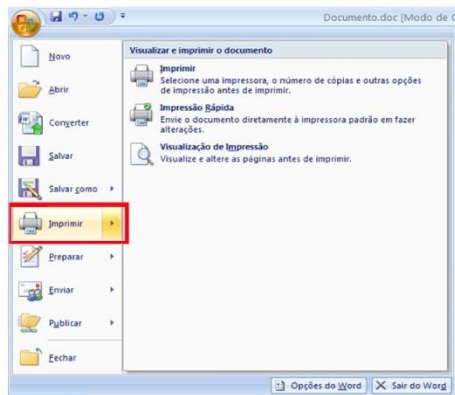 Documento.doc [Modo de C
Novo
Abrir
Converter
Salvar
Salvar como
Imprimir
Preparar
Enviar
Publicar
Fechar
Visualizar e imprimir o documento
Imprimir
Selecione uma impressora, o número de cópias e outras opções
de impressão antes de imprimir.
Impressão Rápida
Envie o documento diretamente à impressora padrão em fazer
alterações.
Visualização de Impressão
Visualize e altere as páginas antes de imprimir.
Opções do Word
Sair do Word